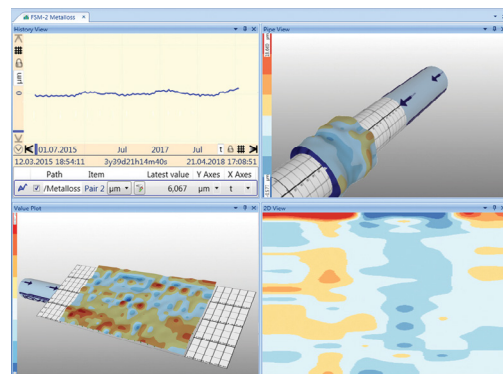 FSM-2 Metalloss
History View
µm
0
01.07.2015 Jul 2017 Jul t
12.03.2015 18:54:11 3y39d21h14m40s 21.04.2018 17:08:51
Path Item Latest value Y Axes X Axes
/Metalloss Pair 2 µm 6,067 µm t
Pipe View
Value Plot
2D View